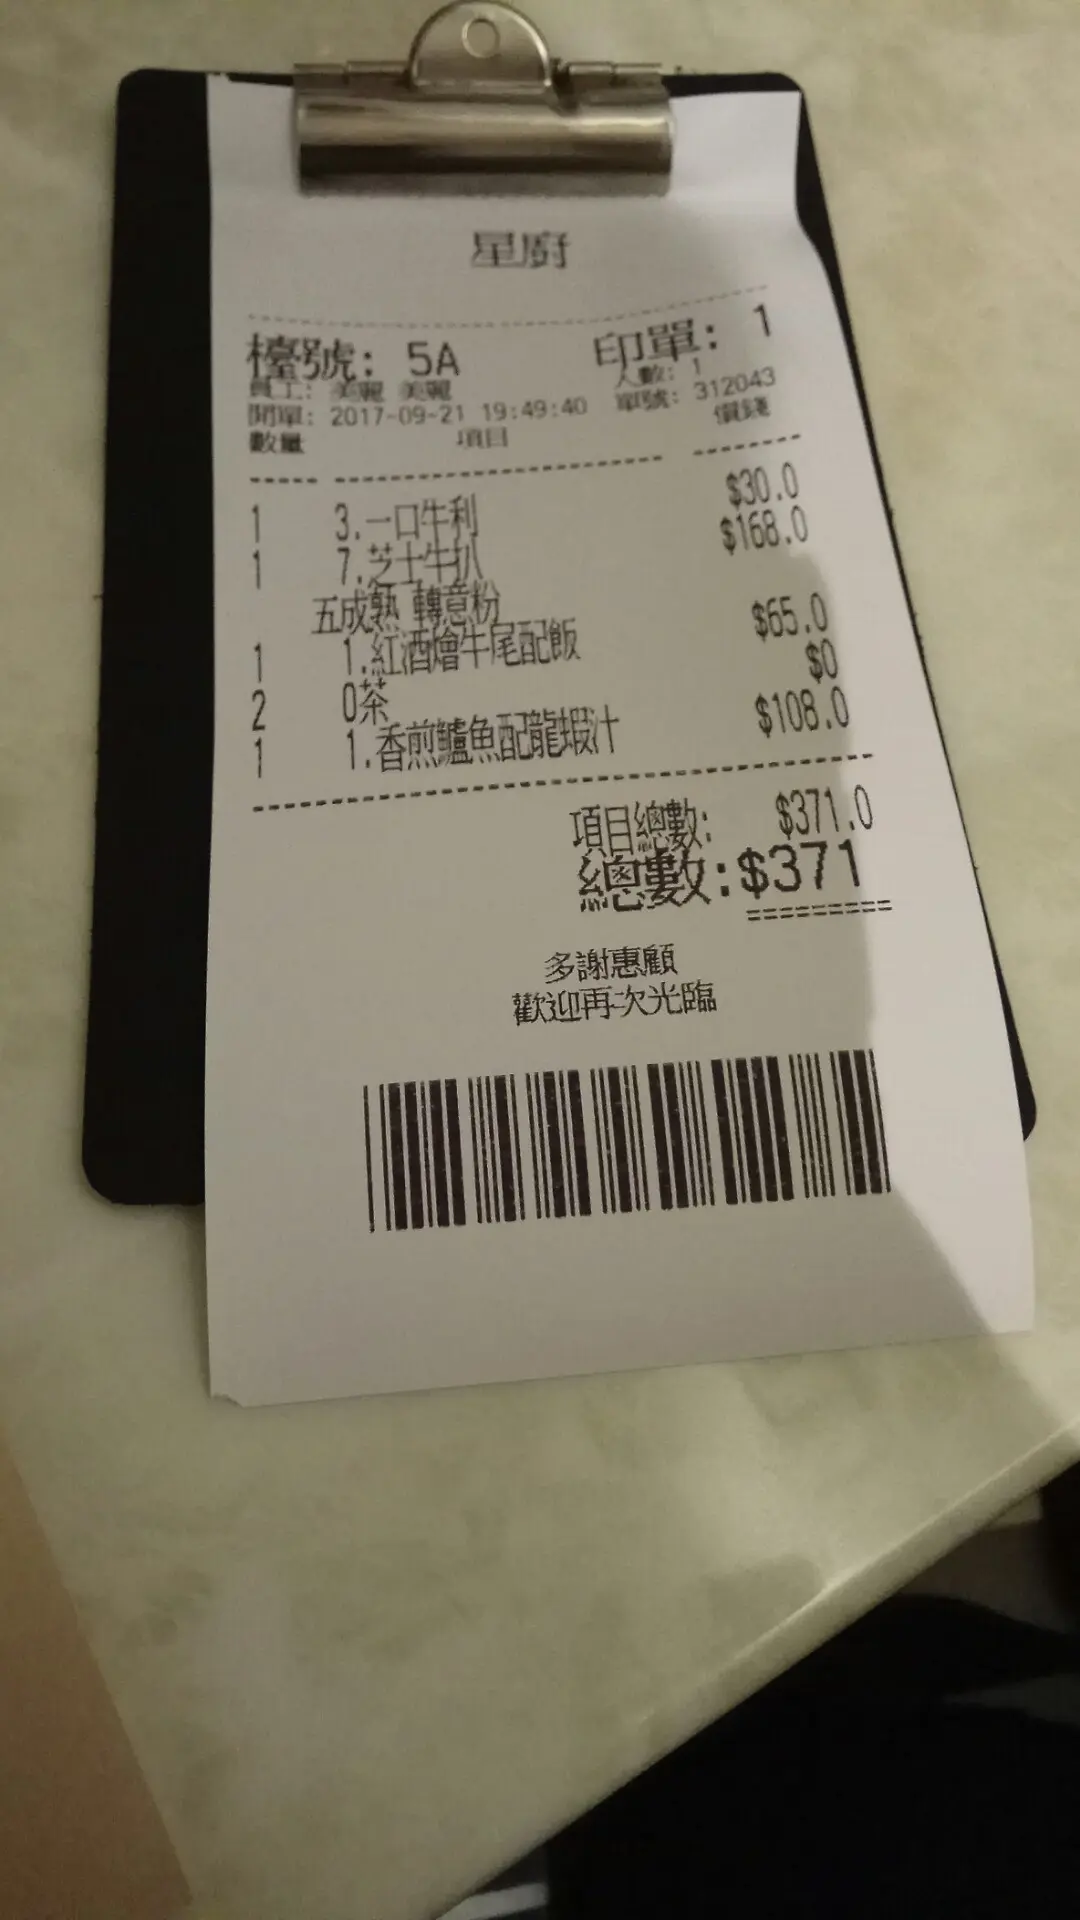 星廚
檯號: 5A 印單: 1
員工: 美麗 美麗 人數: 1
開單: 2017-09-21 19:49:40 單號: 312043
數量 項目 價錢
1 3.一口牛利 $30.0
1 7.芝士牛扒 $168.0
五成熟 轉意粉
1 1.紅酒燴牛尾配飯 $65.0
2 0茶 $0
1 1.香煎鱸魚配龍蝦汁 $108.0
項目總數: $371.0
總數:$371
=========
多謝惠顧
歡迎再次光臨